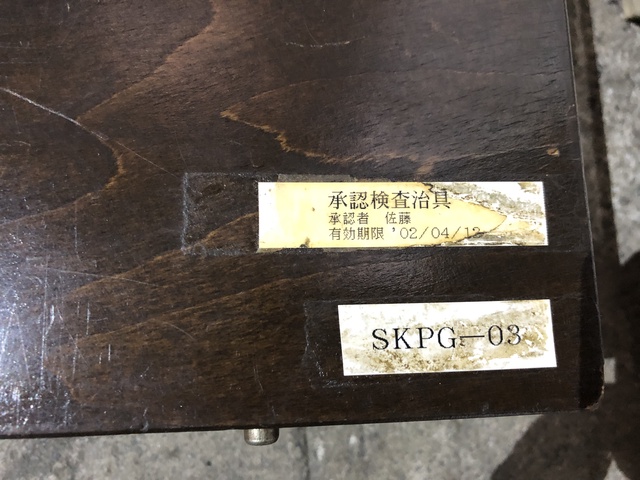 承認検査治具
承認者 佐藤
有効期限 '02/04/12
SKPG-03